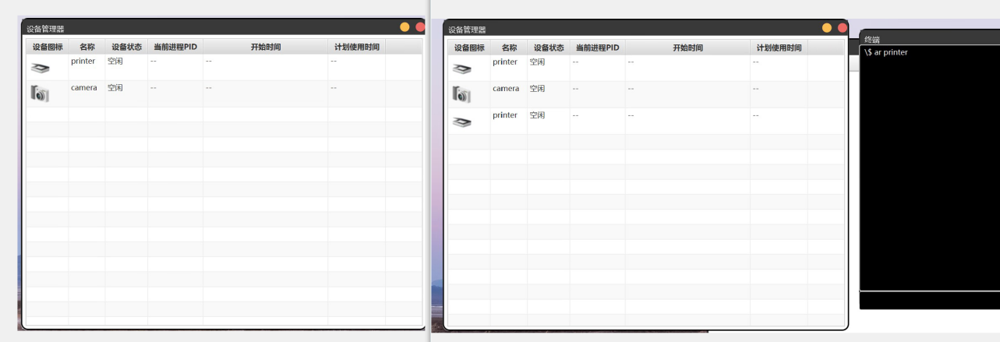 设备管理器
设备图标 名称 设备状态 当前进程PID 开始时间 计划使用时间
printer 空闲 -- -- --
camera 空闲 -- -- --
设备管理器
设备图标 名称 设备状态 当前进程PID 开始时间 计划使用时间
printer 空闲 -- -- --
camera 空闲 -- -- --
printer 空闲 -- -- --
终端
\$ ar printer